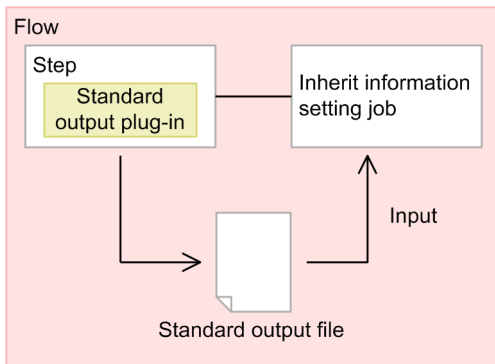 Flow
Step
Standard
output plug-in
Inherit information
setting job
Input
Standard output file